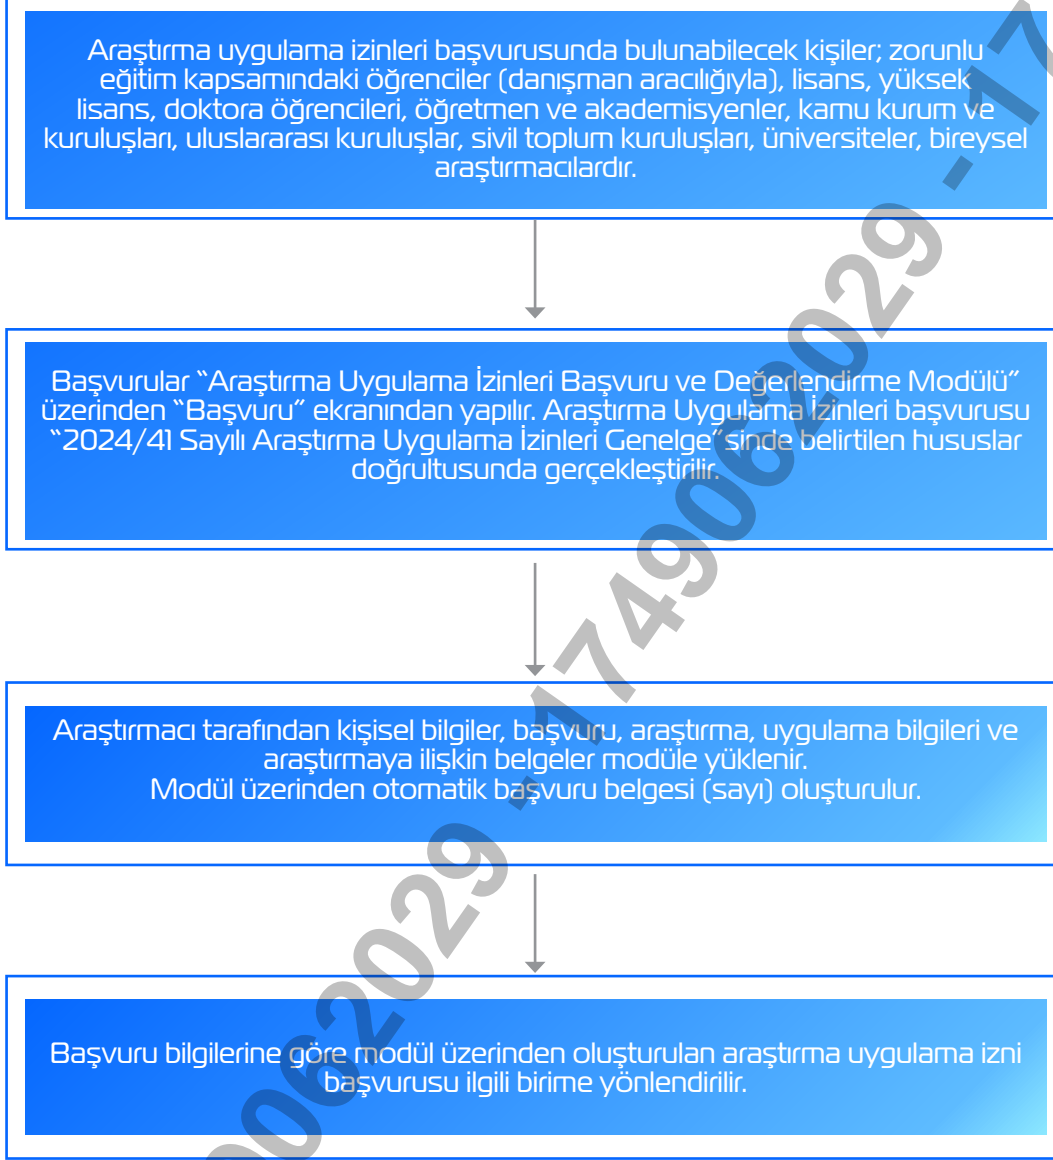 Araştırma uygulama izinleri başvurusunda bulunabilecek kişiler; zorunlu
eğitim kapsamındaki öğrenciler (danışman aracılığıyla), lisans, yüksek
lisans, doktora öğrencileri, öğretmen ve akademisyenler, kamu kurum ve
kuruluşları, uluslararası kuruluşlar, sivil toplum kuruluşları, üniversiteler, bireysel
araştırmacılardır.
Başvurular “Araştırma Uygulama İzinleri Başvuru ve Değerlendirme Modülü”
üzerinden “Başvuru” ekranından yapılır. Araştırma Uygulama İzinleri başvurusu
“2024/41 Sayılı Araştırma Uygulama İzinleri Genelge”sinde belirtilen hususlar
doğrultusunda gerçekleştirilir.
Araştırmacı tarafından kişisel bilgiler, başvuru, araştırma, uygulama bilgileri ve
araştırmaya ilişkin belgeler modüle yüklenir.
Modül üzerinden otomatik başvuru belgesi (sayı) oluşturulur.
Başvuru bilgilerine göre modül üzerinden oluşturulan araştırma uygulama izni
başvurusu ilgili birime yönlendirilir.
1749062029